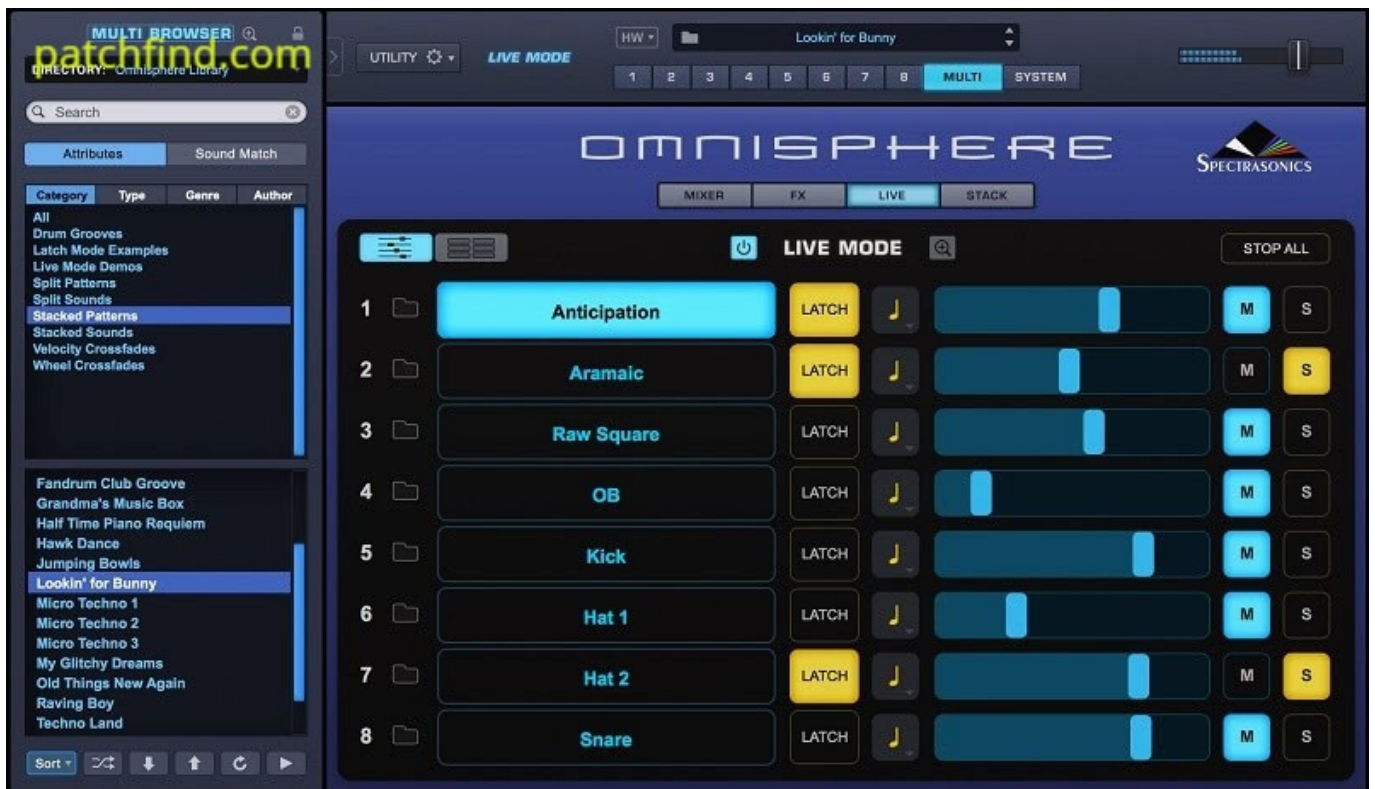 MULTI BROWSER
patchfind.com
DIRECTORY: Omnisphere Library
Search
Attributes Sound Match
Category Type Genre Author
All
Drum Grooves
Latch Mode Examples
Live Mode Demos
Split Patterns
Split Sounds
Stacked Patterns
Stacked Sounds
Velocity Crossfades
Wheel Crossfades
Fandrum Club Groove
Grandma's Music Box
Half Time Piano Requiem
Hawk Dance
Jumping Bowls
Lookin' for Bunny
Micro Techno 1
Micro Techno 2
Micro Techno 3
My Glitchy Dreams
Old Things New Again
Raving Boy
Techno Land
Sort
UTILITY LIVE MODE HW Lookin' for Bunny
1 2 3 4 5 6 7 8 MULTI SYSTEM
OMNISPHERE
SPECTRASONICS
MIXER FX LIVE STACK
LIVE MODE STOP ALL
1 Anticipation LATCH M S
2 Aramaic LATCH M S
3 Raw Square LATCH M S
4 OB LATCH M S
5 Kick LATCH M S
6 Hat 1 LATCH M S
7 Hat 2 LATCH M S
8 Snare LATCH M S